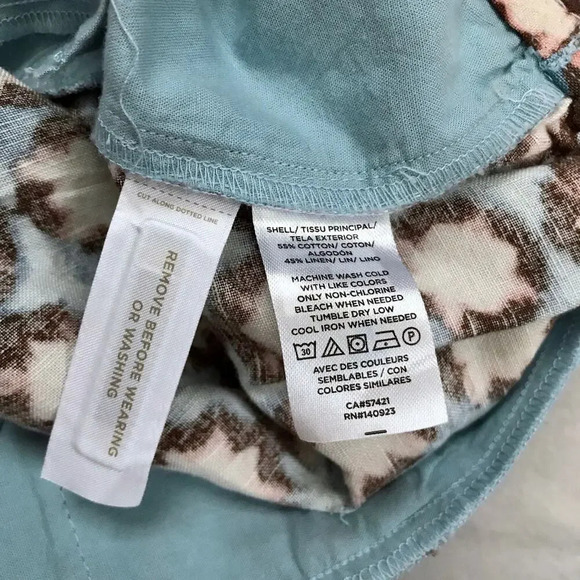 CUT ALONG DOTTED LINE
REMOVE BEFORE WEARING
OR WASHING
SHELL/ TISSU PRINCIPAL/
TELA EXTERIOR
55% COTTON/ COTON/
ALGODÓN
45% LINEN/ LIN/ LINO
MACHINE WASH COLD
WITH LIKE COLORS
ONLY NON-CHLORINE
BLEACH WHEN NEEDED
TUMBLE DRY LOW
COOL IRON WHEN NEEDED
30
AVEC DES COULEURS
SEMBLABLES / CON
COLORES SIMILARES
CA#57421
RN#140923